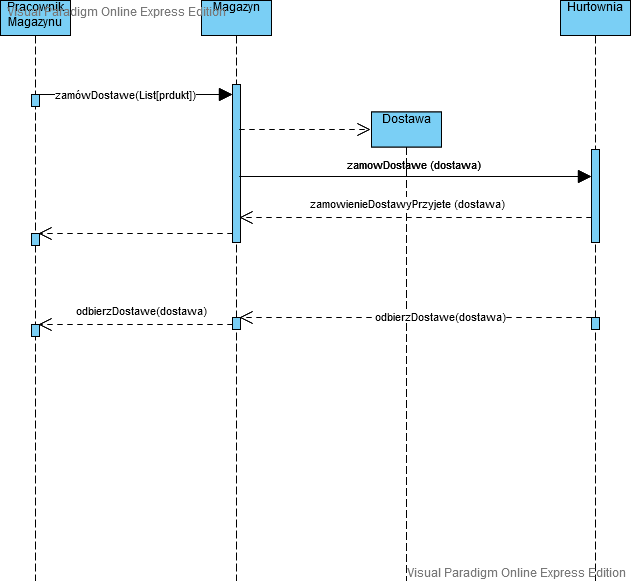 Pracownik
Magazynu
Visual Paradigm Online Express Edition
Magazyn
Hurtownia
zamówDostawe(List[prdukt])
Dostawa
zamowDostawe (dostawa)
zamowienieDostawyPrzyjete (dostawa)
odbierzDostawe(dostawa)
odbierzDostawe(dostawa)
Visual Paradigm Online Express Edition